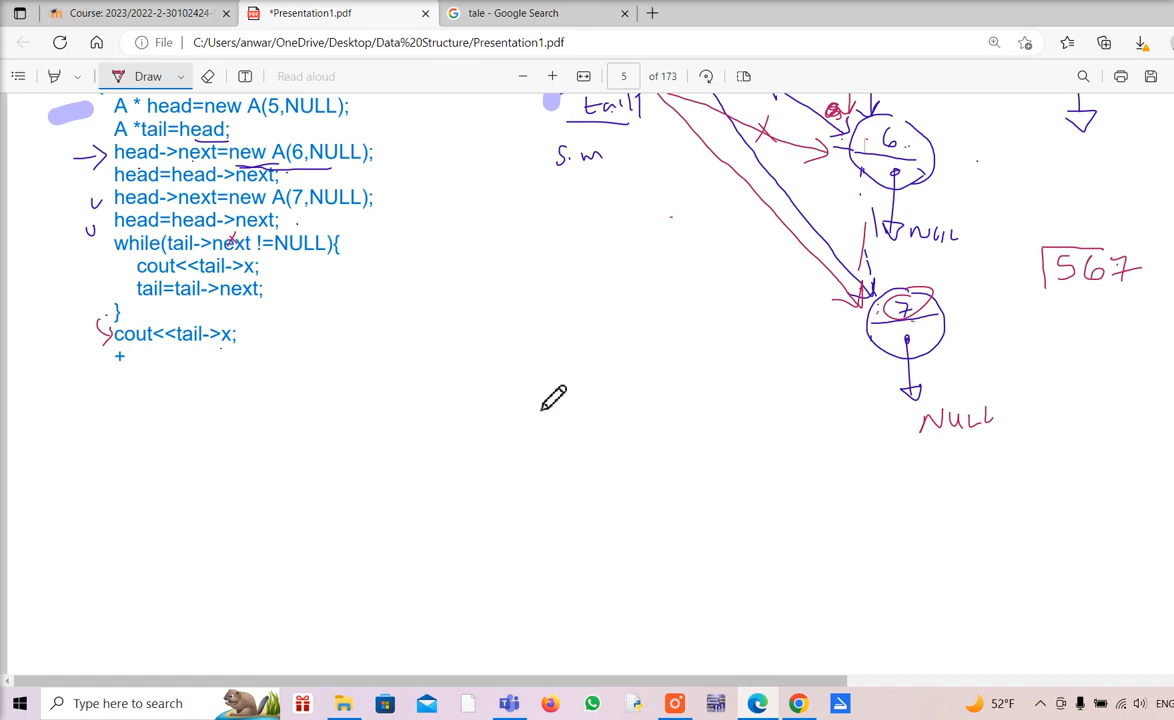 Course: 2023/2022-2-30102424-
*Presentation1.pdf
tale - Google Search
File
C:/Users/anwar/OneDrive/Desktop/Data%20Structure/Presentation1.pdf
Draw
Read aloud
5
of 173
A * head=new A(5,NULL);
A *tail=head;
head->next=new A(6,NULL);
head=head->next;
head->next=new A(7,NULL);
head=head->next;
while(tail->next !=NULL){
cout<<tail->x;
tail=tail->next;
}
cout<<tail->x;
+
tail
S.M
6
NULL
567
7
NULL
Type here to search
52°F
ENG